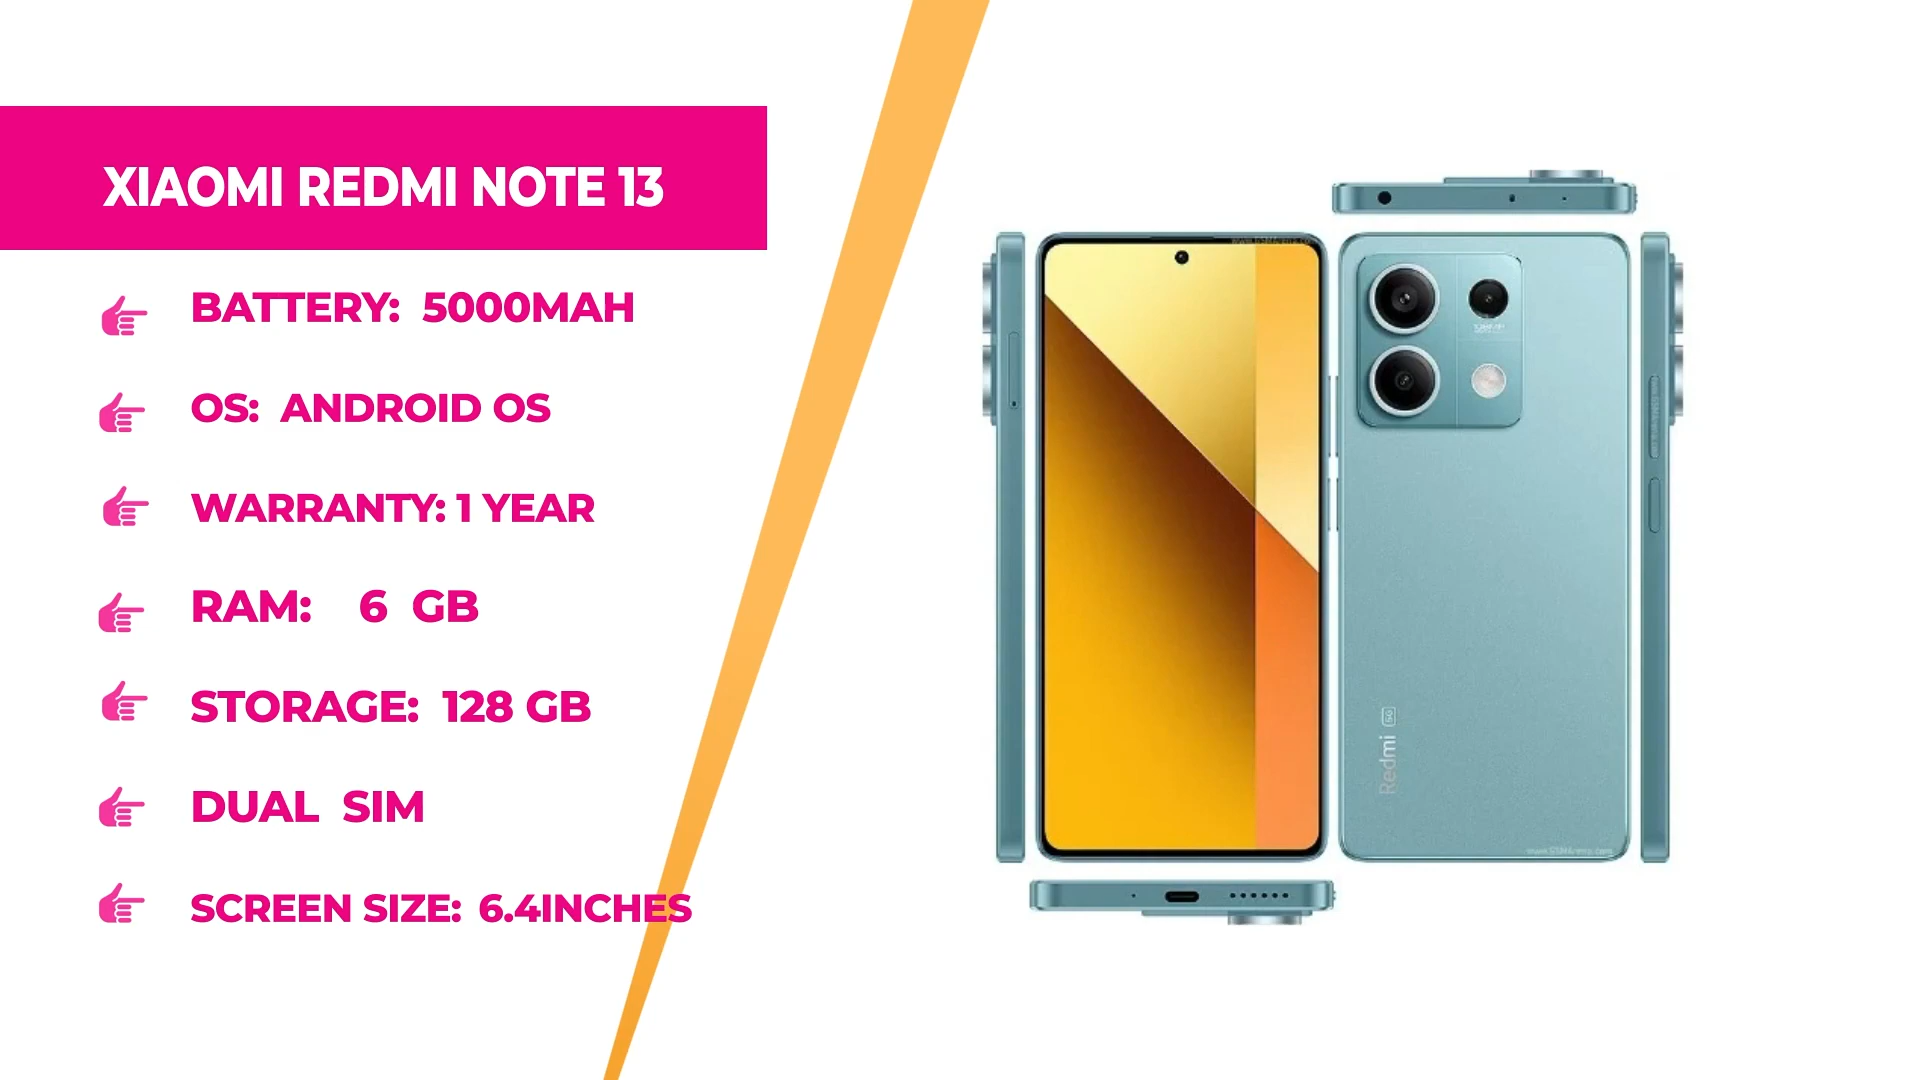 XIAOMI REDMI NOTE 13
BATTERY: 5000MAH
OS: ANDROID OS
WARRANTY: 1 YEAR
RAM: 6 GB
STORAGE: 128 GB
DUAL SIM
SCREEN SIZE: 6.4INCHES
Redmi 5G